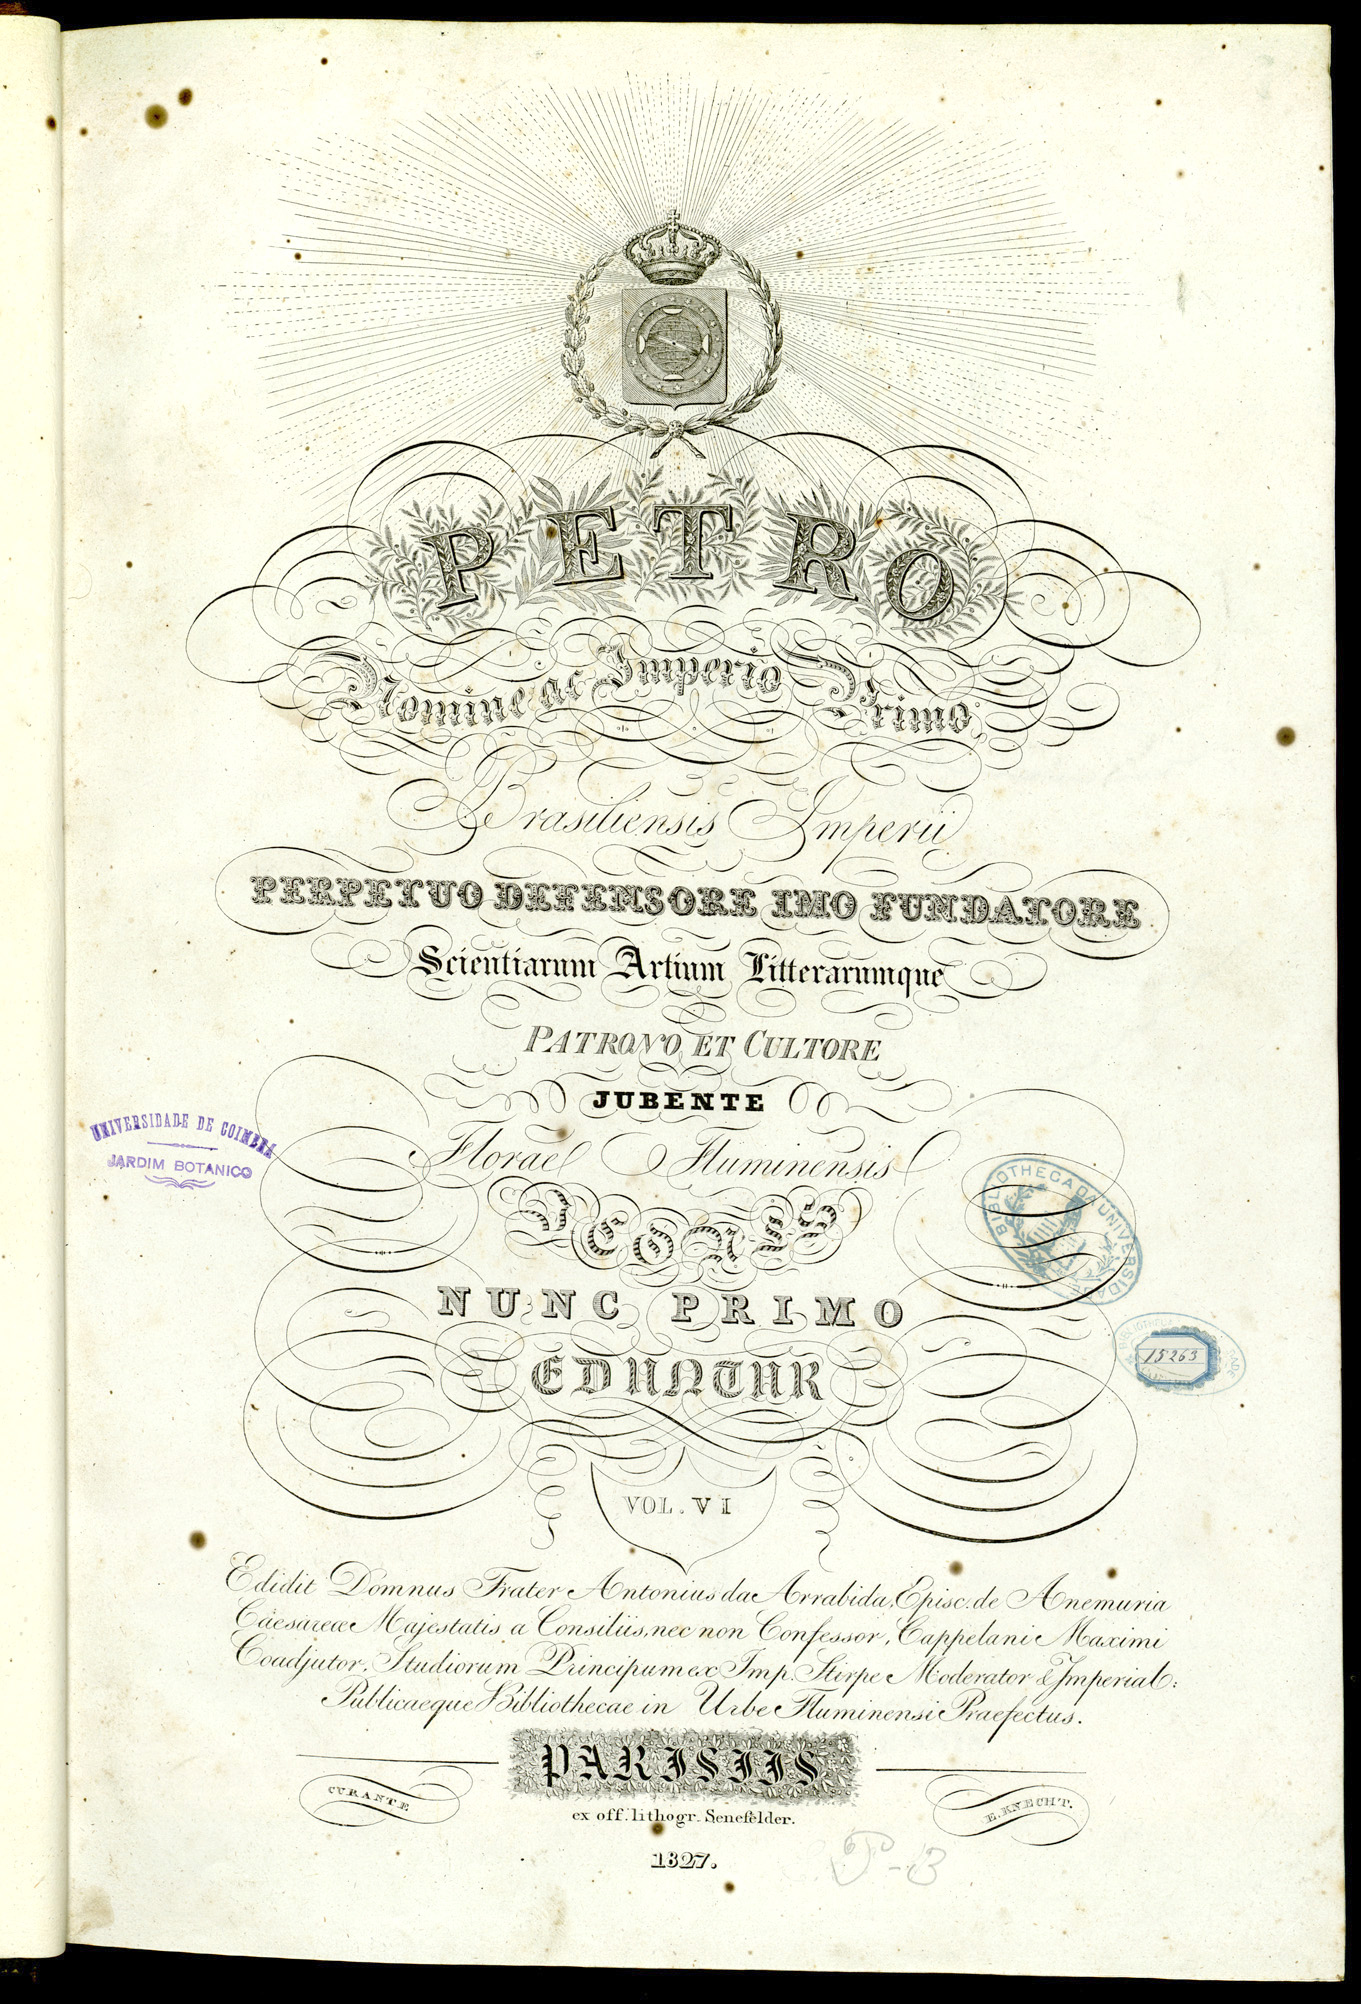 PETRO
Nomine ac Imperio Primo
Brasiliensis Imperii
PERPETUO DEFENSORE IMO FUNDATORE
Scientiarum Artium Litterarumque
PATRONO ET CULTORE
JUBENTE
Florae Fluminensis
ICONES
NUNC PRIMO
EDUNTUR
VOL. VI
Edidit Domnus Frater Antonius da Arrabida, Episc. de Anemuria
Caesareae Majestatis a Consiliis, nec non Confessor, Cappelani Maximi
Coadjutor, Studiorum Principum ex Imp. Stirpe Moderator & Imperial:
Publicaeque Bibliothecae in Urbe Fluminensi Praefectus.
PARISIIS
CURANTE
E. KNECHT.
ex off. lithogr. Senefelder.
1827.
P-B
UNIVERSIDADE DE COIMBRA
JARDIM BOTANICO
BIBLIOTHECA DA UNIVERSIDADE
15263